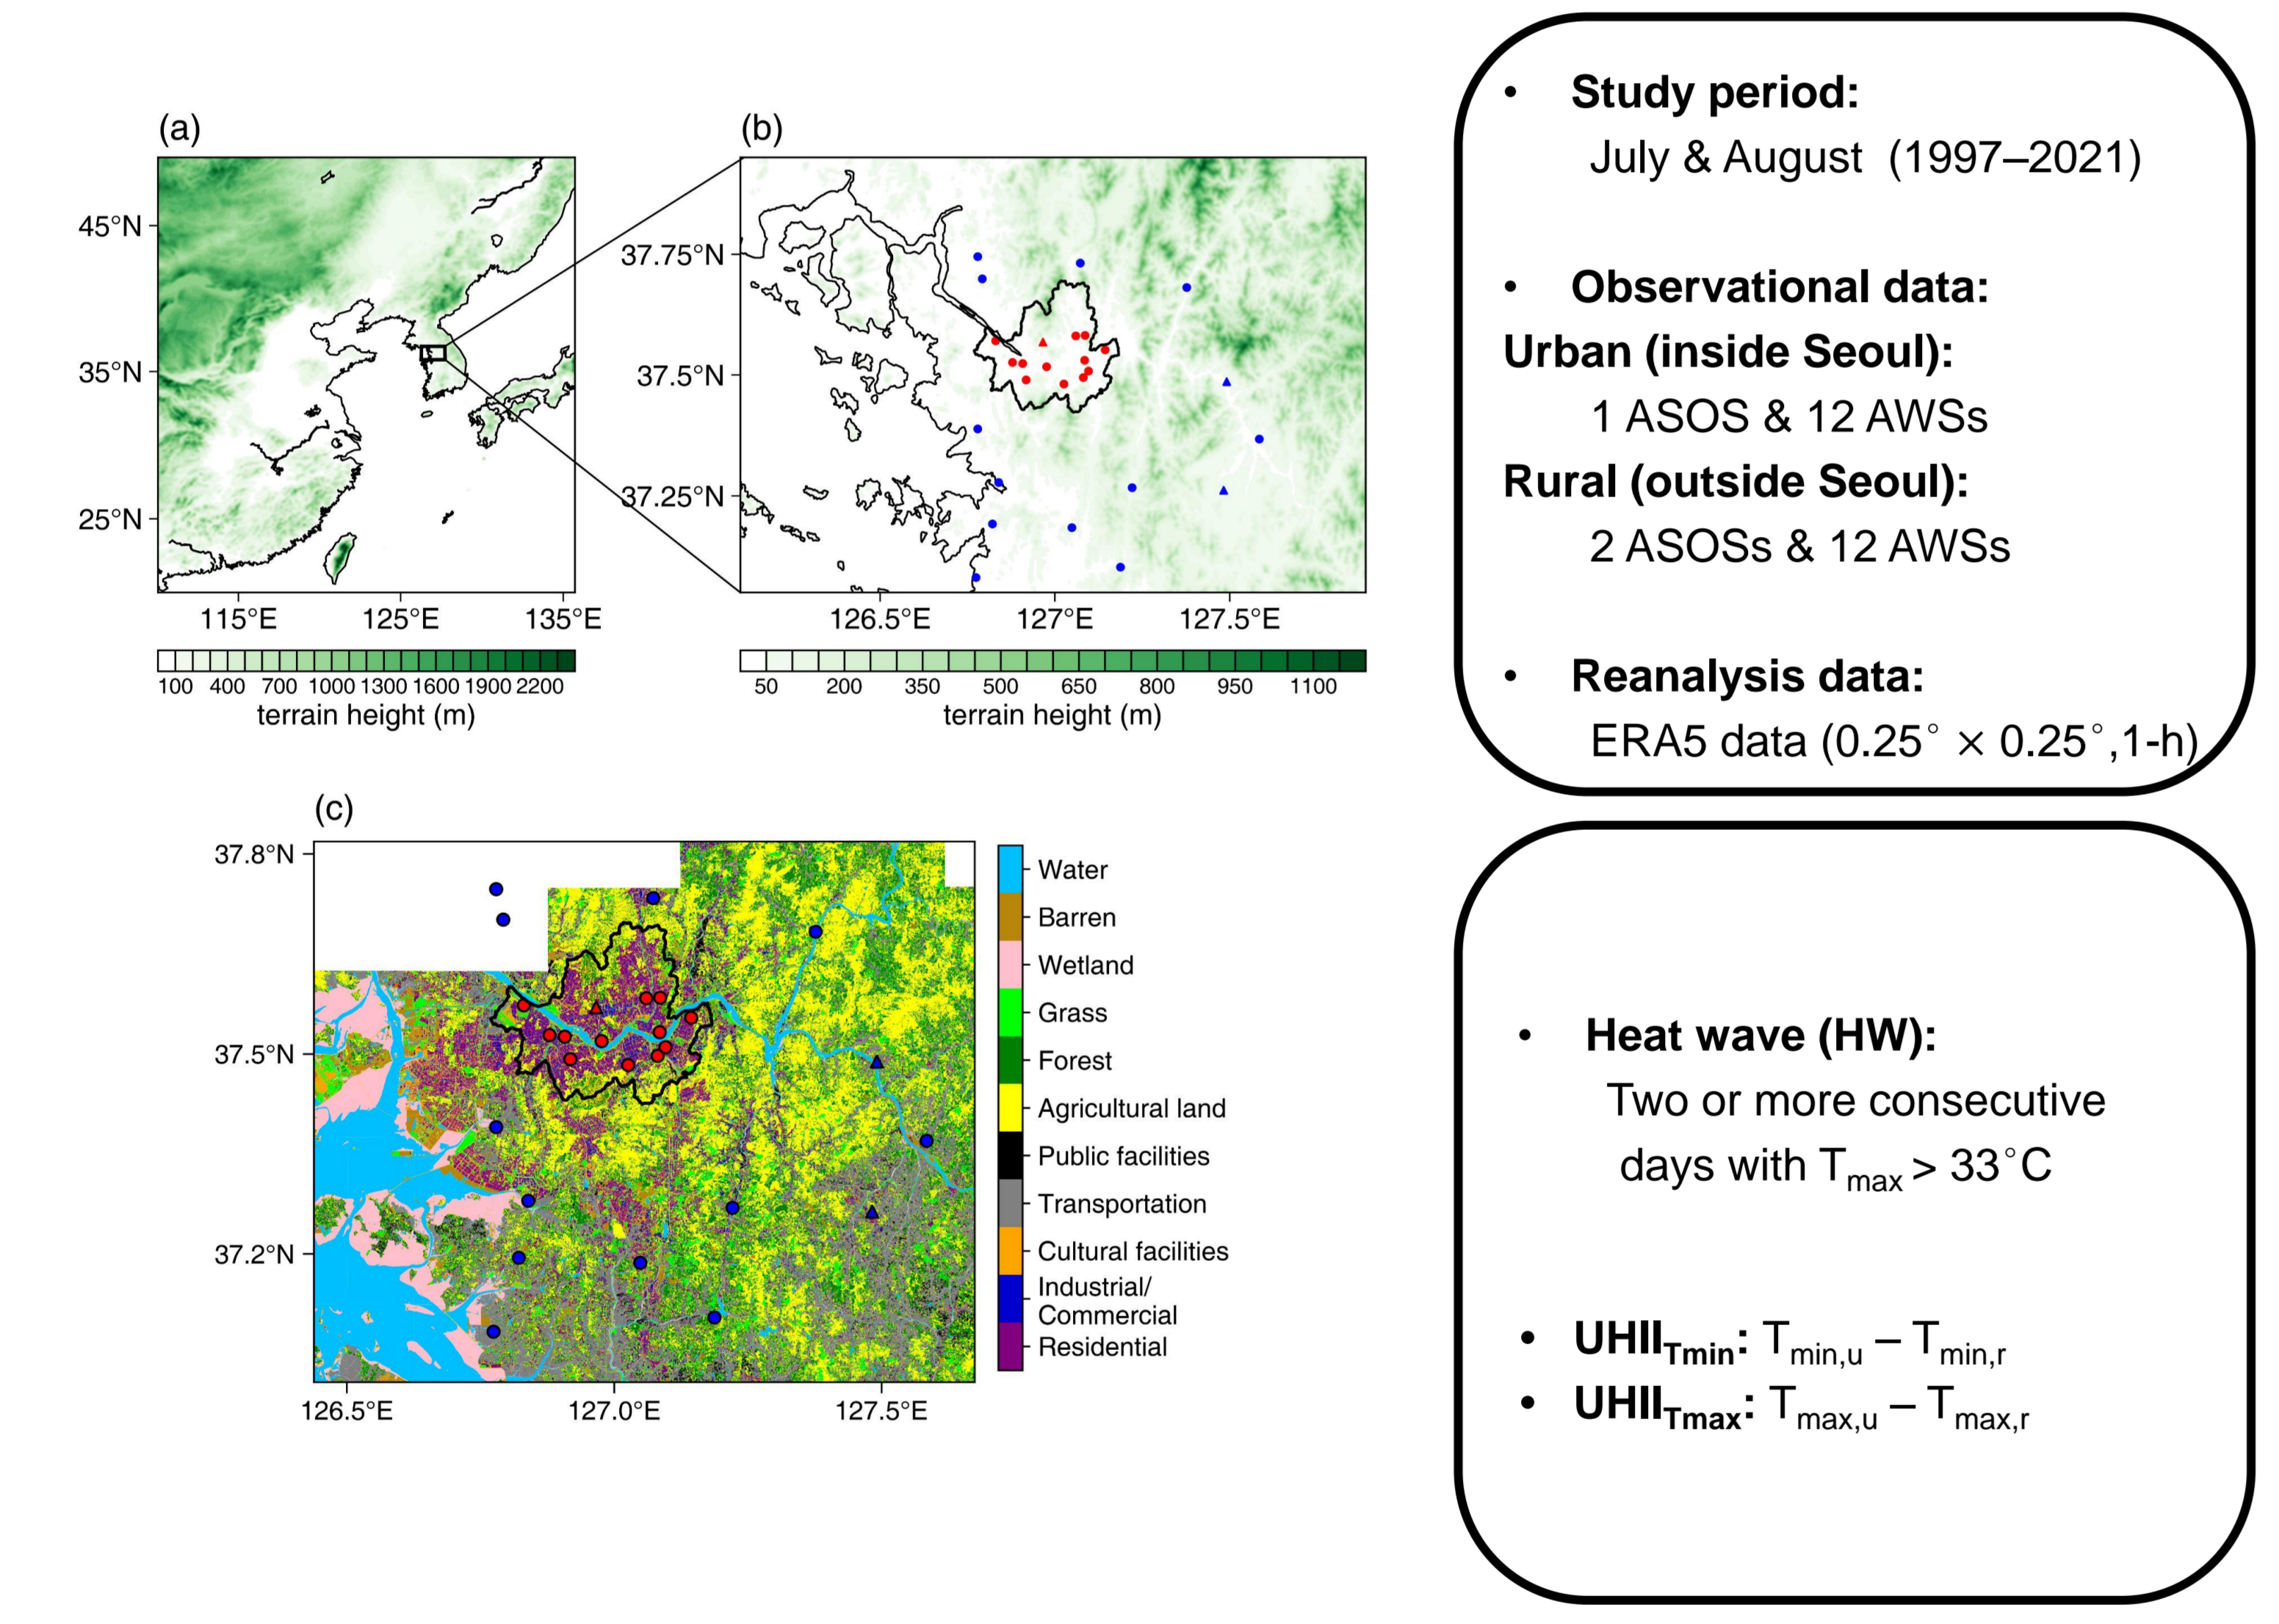 (a)
45°N
35°N
25°N
115°E 125°E 135°E
100 400 700 1000 1300 1600 1900 2200
terrain height (m)
(b)
37.75°N
37.5°N
37.25°N
126.5°E 127°E 127.5°E
50 200 350 500 650 800 950 1100
terrain height (m)
(c)
37.8°N
37.5°N
37.2°N
126.5°E 127.0°E 127.5°E
Water
Barren
Wetland
Grass
Forest
Agricultural land
Public facilities
Transportation
Cultural facilities
Industrial/
Commercial
Residential
• Study period:
July & August (1997–2021)
• Observational data:
Urban (inside Seoul):
1 ASOS & 12 AWSs
Rural (outside Seoul):
2 ASOSs & 12 AWSs
• Reanalysis data:
ERA5 data (0.25° × 0.25°,1-h)
• Heat wave (HW):
Two or more consecutive
days with Tmax > 33°C
• UHIITmin: Tmin,u – Tmin,r
• UHIITmax: Tmax,u – Tmax,r